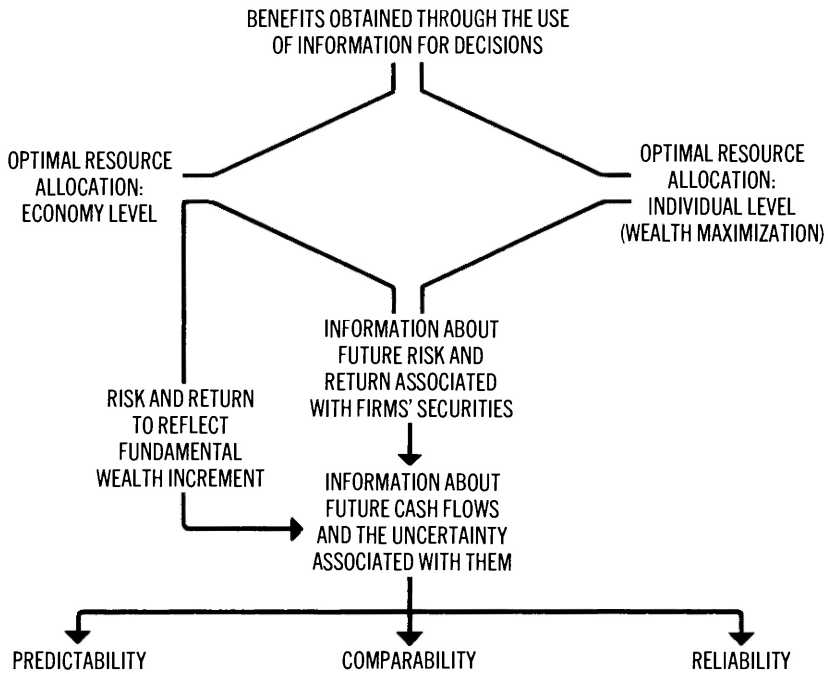 BENEFITS OBTAINED THROUGH THE USE
OF INFORMATION FOR DECISIONS
OPTIMAL RESOURCE
ALLOCATION:
ECONOMY LEVEL
OPTIMAL RESOURCE
ALLOCATION:
INDIVIDUAL LEVEL
(WEALTH MAXIMIZATION)
INFORMATION ABOUT
FUTURE RISK AND
RETURN ASSOCIATED
WITH FIRMS' SECURITIES
RISK AND RETURN
TO REFLECT
FUNDAMENTAL
WEALTH INCREMENT
INFORMATION ABOUT
FUTURE CASH FLOWS
AND THE UNCERTAINTY
ASSOCIATED WITH THEM
PREDICTABILITY
COMPARABILITY
RELIABILITY